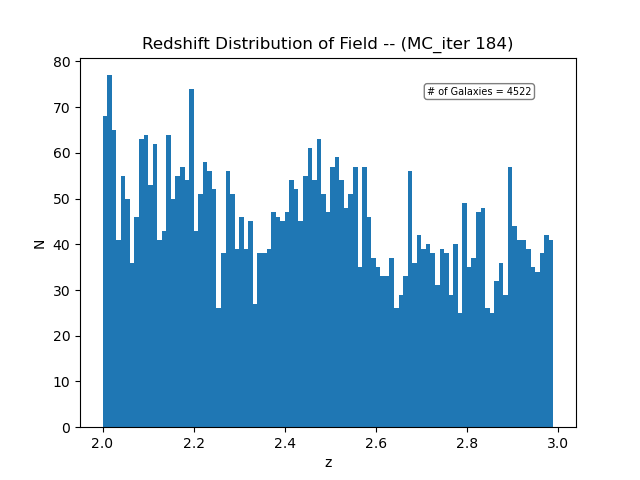 Redshift Distribution of Field -- (MC_iter 184)
# of Galaxies = 4522
N
80
70
60
50
40
30
20
10
0
2.0 2.2 2.4 2.6 2.8 3.0
z